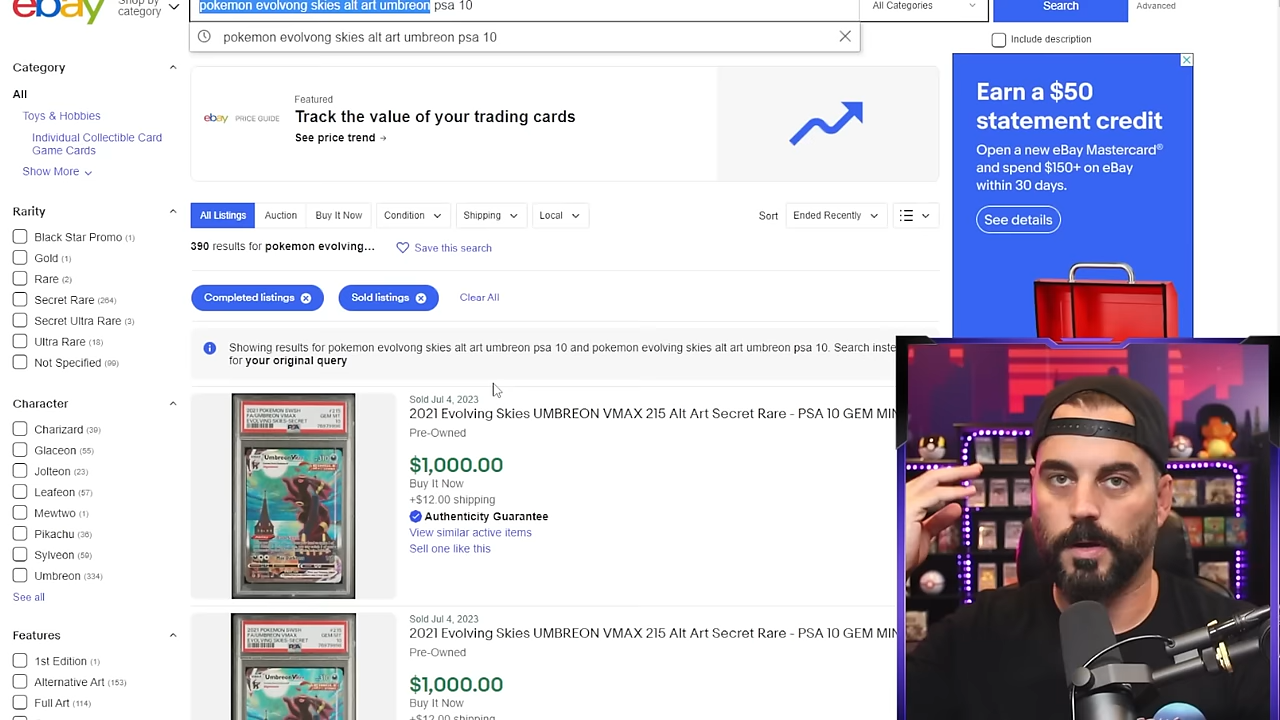 ebay
Shop by
category
pokemon evolvong skies alt art umbreon psa 10
All Categories
Search
Advanced
pokemon evolvong skies alt art umbreon psa 10
Include description
Category
All
Toys & Hobbies
Individual Collectible Card
Game Cards
Show More
Rarity
Black Star Promo (1)
Gold (1)
Rare (2)
Secret Rare (264)
Secret Ultra Rare (3)
Ultra Rare (18)
Not Specified (99)
Character
Charizard (39)
Glaceon (55)
Jolteon (23)
Leafeon (57)
Mewtwo (1)
Pikachu (36)
Sylveon (59)
Umbreon (334)
See all
Features
1st Edition (1)
Alternative Art (153)
Full Art (114)
ebay PRICE GUIDE
Featured
Track the value of your trading cards
See price trend →
All Listings
Auction
Buy It Now
Condition
Shipping
Local
Sort
Ended Recently
390 results for pokemon evolving...
Save this search
Completed listings
Sold listings
Clear All
Showing results for pokemon evolvong skies alt art umbreon psa 10 and pokemon evolving skies alt art umbreon psa 10. Search inste
for your original query
Sold Jul 4, 2023
2021 Evolving Skies UMBREON VMAX 215 Alt Art Secret Rare - PSA 10 GEM MIN
Pre-Owned
$1,000.00
Buy It Now
+$12.00 shipping
Authenticity Guarantee
View similar active items
Sell one like this
Sold Jul 4, 2023
2021 Evolving Skies UMBREON VMAX 215 Alt Art Secret Rare - PSA 10 GEM MIN
Pre-Owned
$1,000.00
Buy It Now
+$12.00 shipping
Earn a $50
statement credit
Open a new eBay Mastercard®
and spend $150+ on eBay
within 30 days.
See details